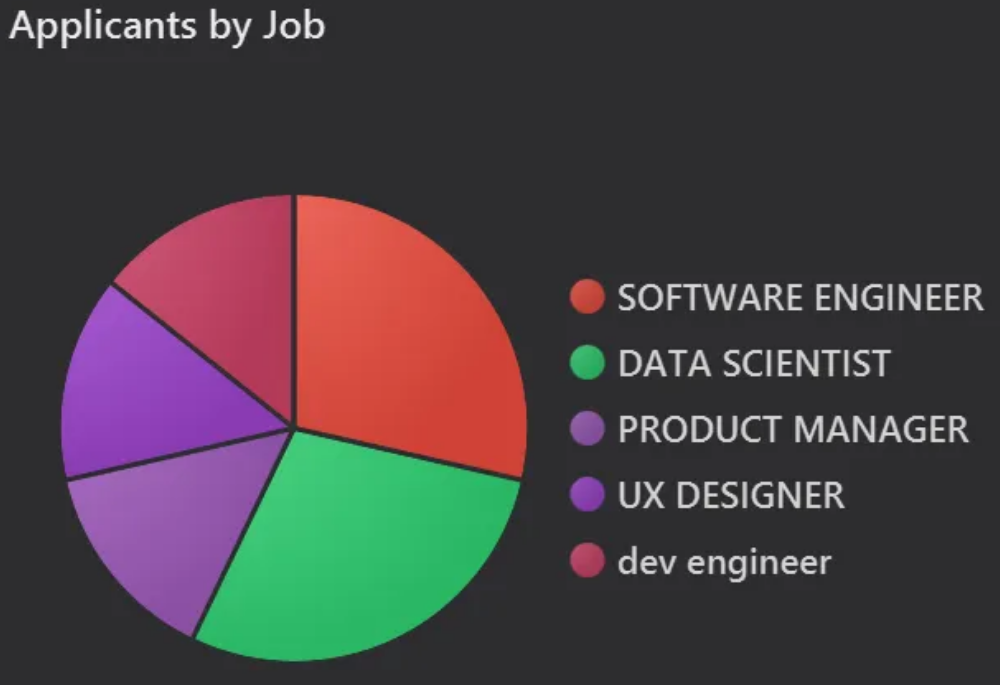 Applicants by Job
SOFTWARE ENGINEER
DATA SCIENTIST
PRODUCT MANAGER
UX DESIGNER
dev engineer